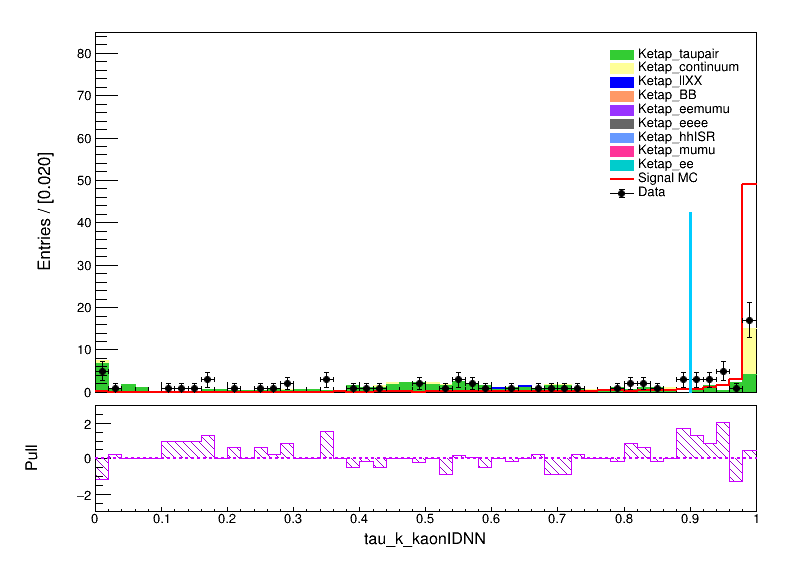 80
70
60
50
40
30
20
10
0
Entries / [0.020]
Ketap_taupair
Ketap_continuum
Ketap_llXX
Ketap_BB
Ketap_eemumu
Ketap_eeee
Ketap_hhISR
Ketap_mumu
Ketap_ee
Signal MC
Data
2
0
−2
Pull
0 0.1 0.2 0.3 0.4 0.5 0.6 0.7 0.8 0.9 1
tau_k_kaonIDNN